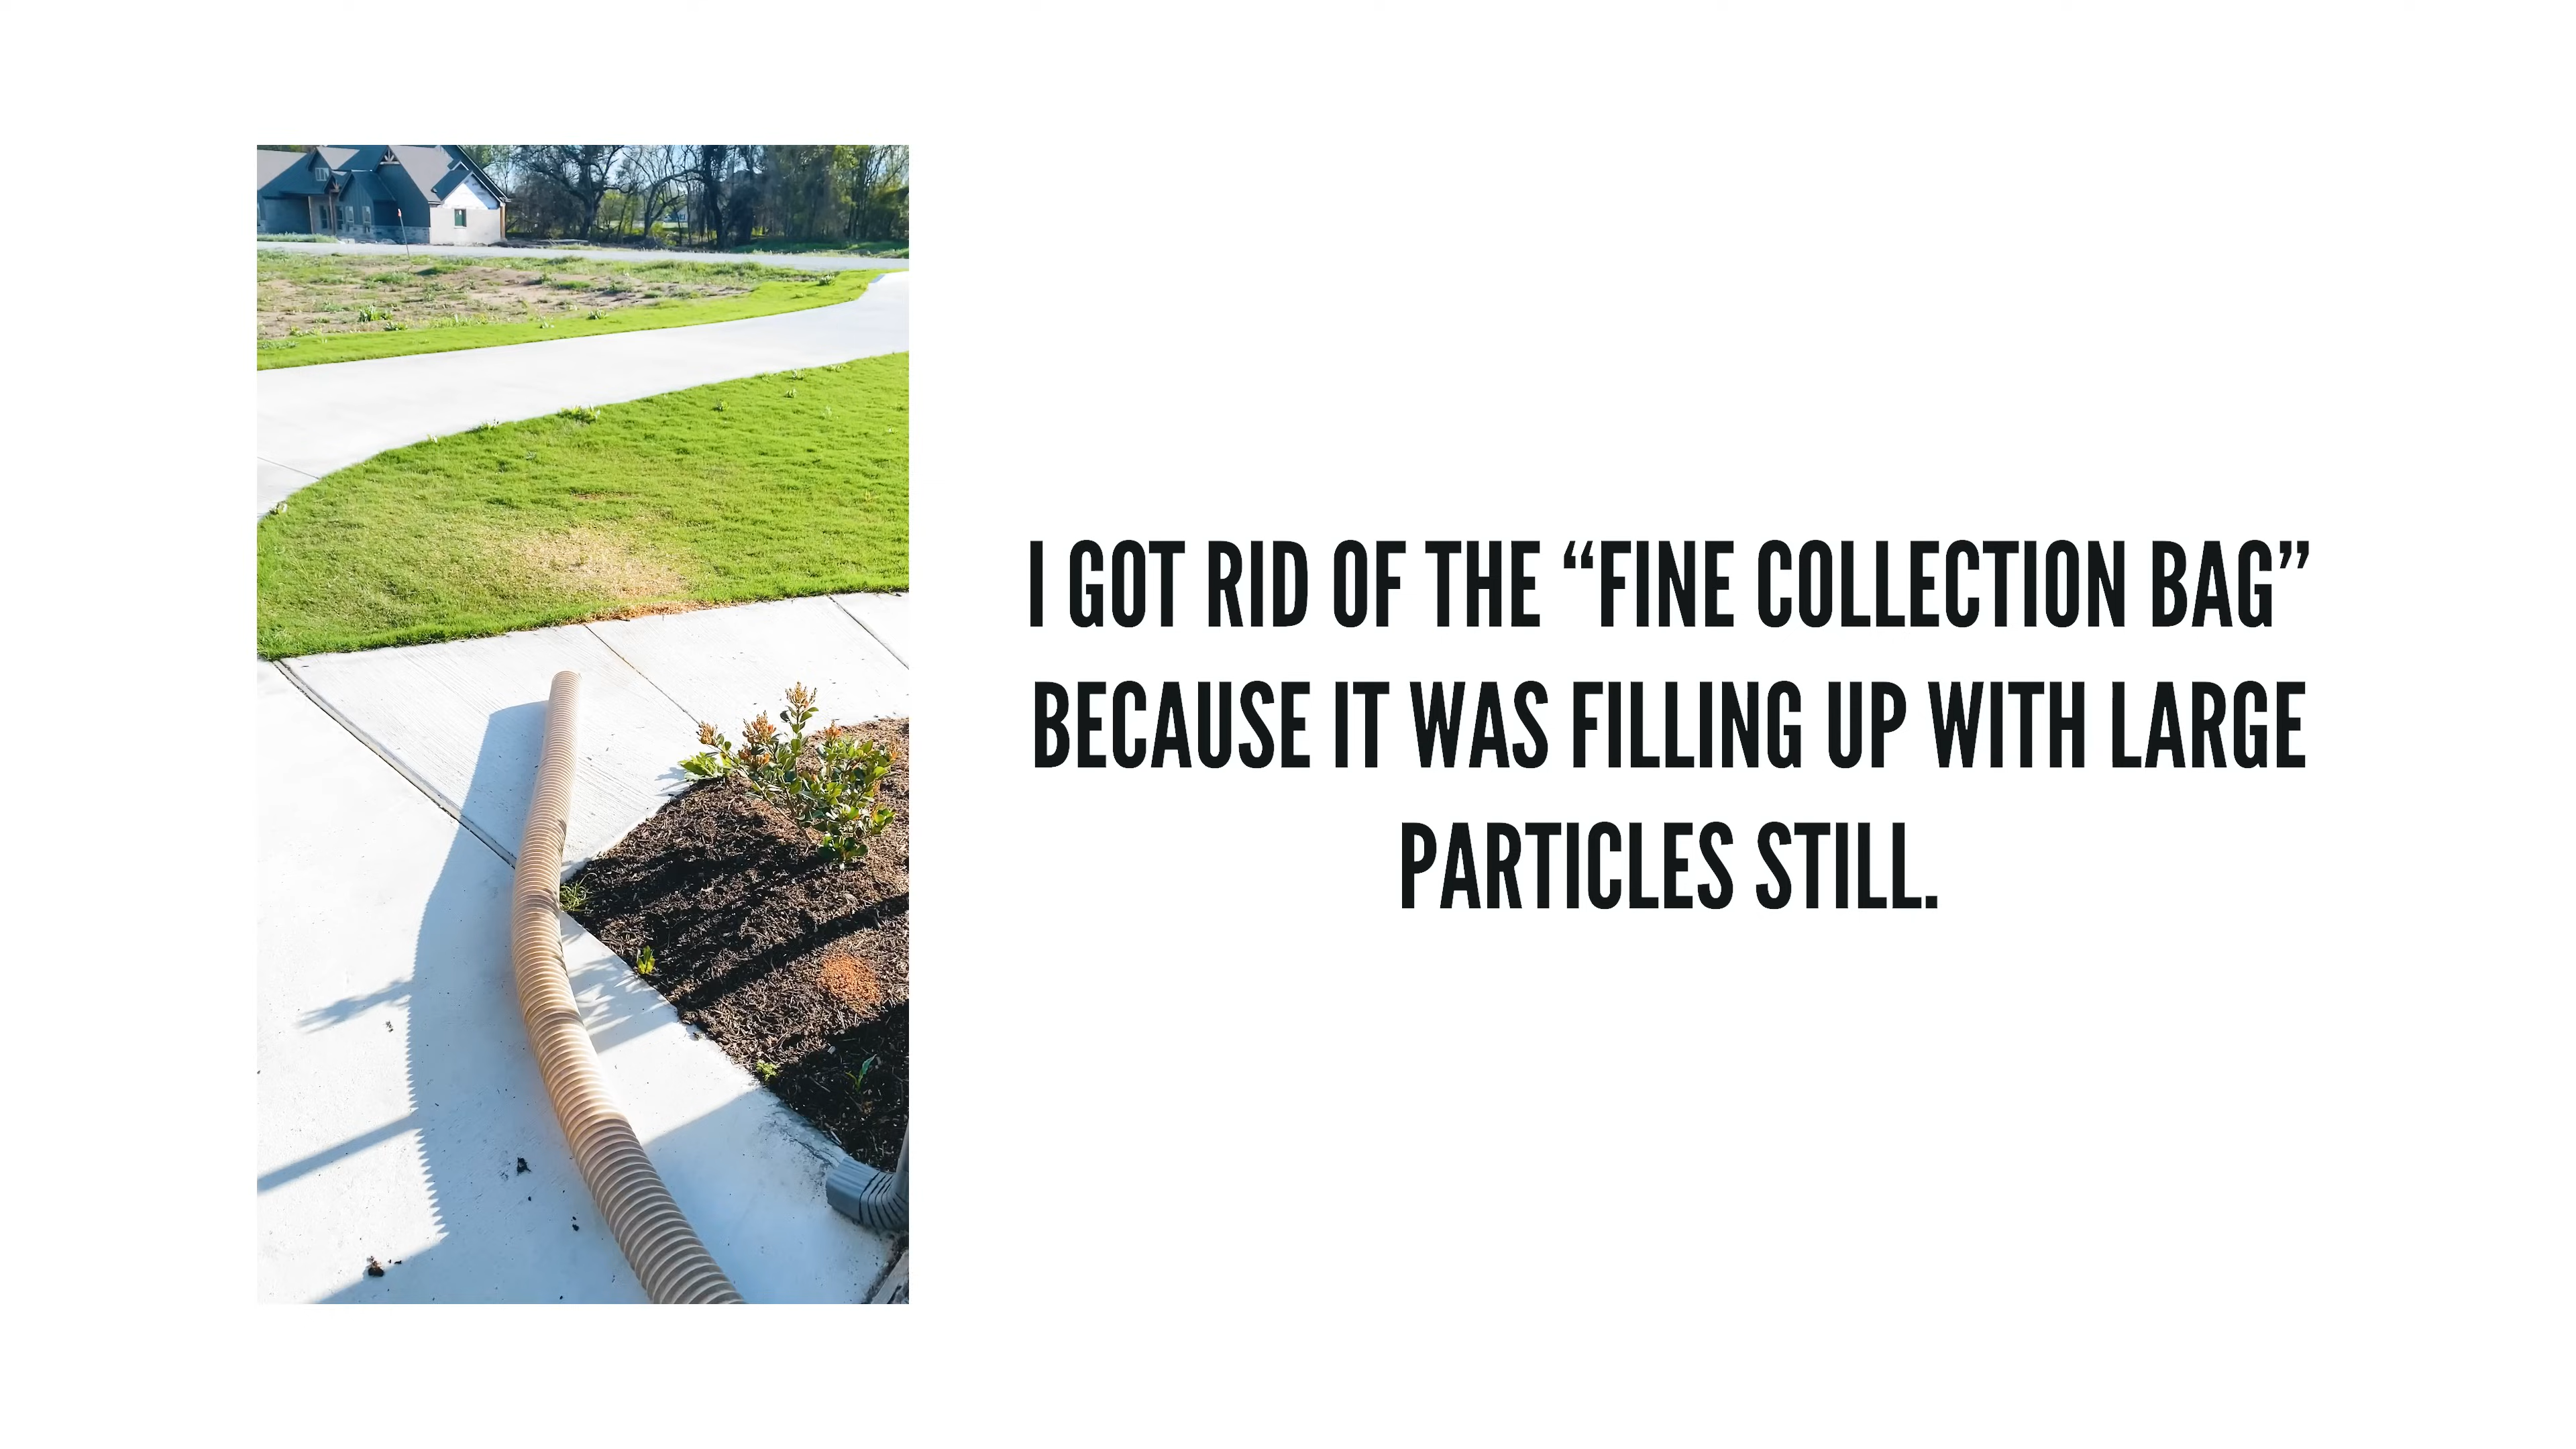 I GOT RID OF THE “FINE COLLECTION BAG”
BECAUSE IT WAS FILLING UP WITH LARGE
PARTICLES STILL.